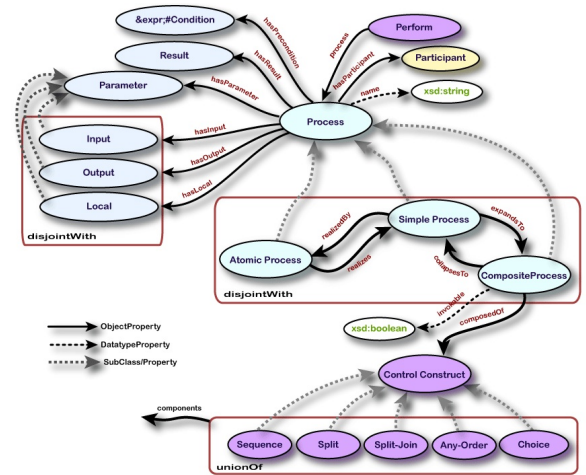 &expr;#Condition
hasPrecondition
Perform
process
Result
hasResult
hasParticipant
Participant
Parameter
hasParameter
name
xsd:string
Process
Input
hasInput
Output
hasOutput
Local
hasLocal
disjointWith
Simple Process
expandsTo
realizedBy
Atomic Process
realizes
collapsesTo
CompositeProcess
disjointWith
invokable
xsd:boolean
composedOf
ObjectProperty
DatatypeProperty
SubClass/Property
Control Construct
components
Sequence
Split
Split-Join
Any-Order
Choice
unionOf